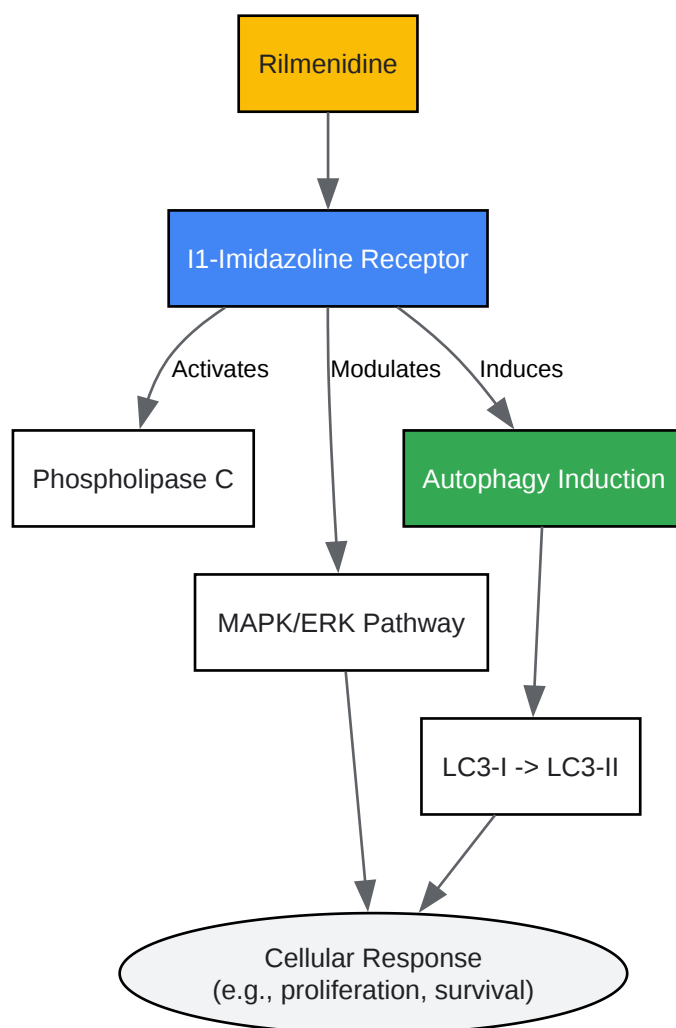 Rilmenidine
I1-Imidazoline Receptor
Activates
Modulates
Induces
Phospholipase C
Autophagy Induction
MAPK/ERK Pathway
LC3-I -> LC3-II
Cellular Response
(e.g., proliferation, survival)